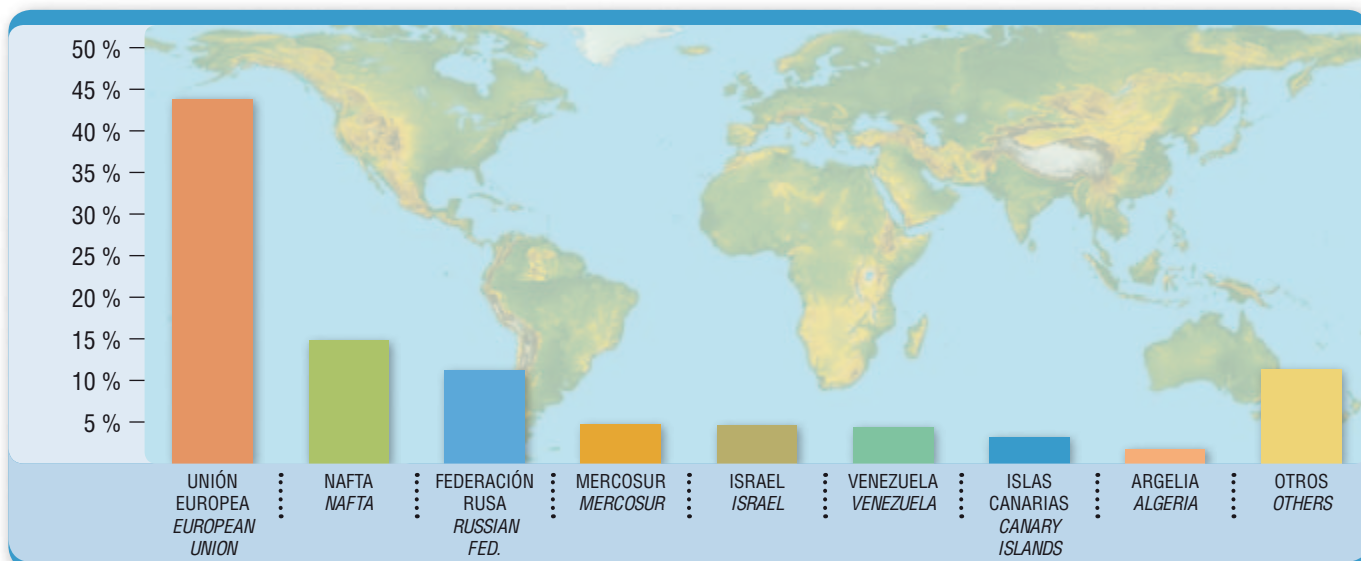 50 %
45 %
40 %
35 %
30 %
25 %
20 %
15 %
10 %
5 %
UNIÓN
EUROPEA
EUROPEAN
UNION
NAFTA
NAFTA
FEDERACIÓN
RUSA
RUSSIAN
FED.
MERCOSUR
MERCOSUR
ISRAEL
ISRAEL
VENEZUELA
VENEZUELA
ISLAS
CANARIAS
CANARY
ISLANDS
ARGELIA
ALGERIA
OTROS
OTHERS